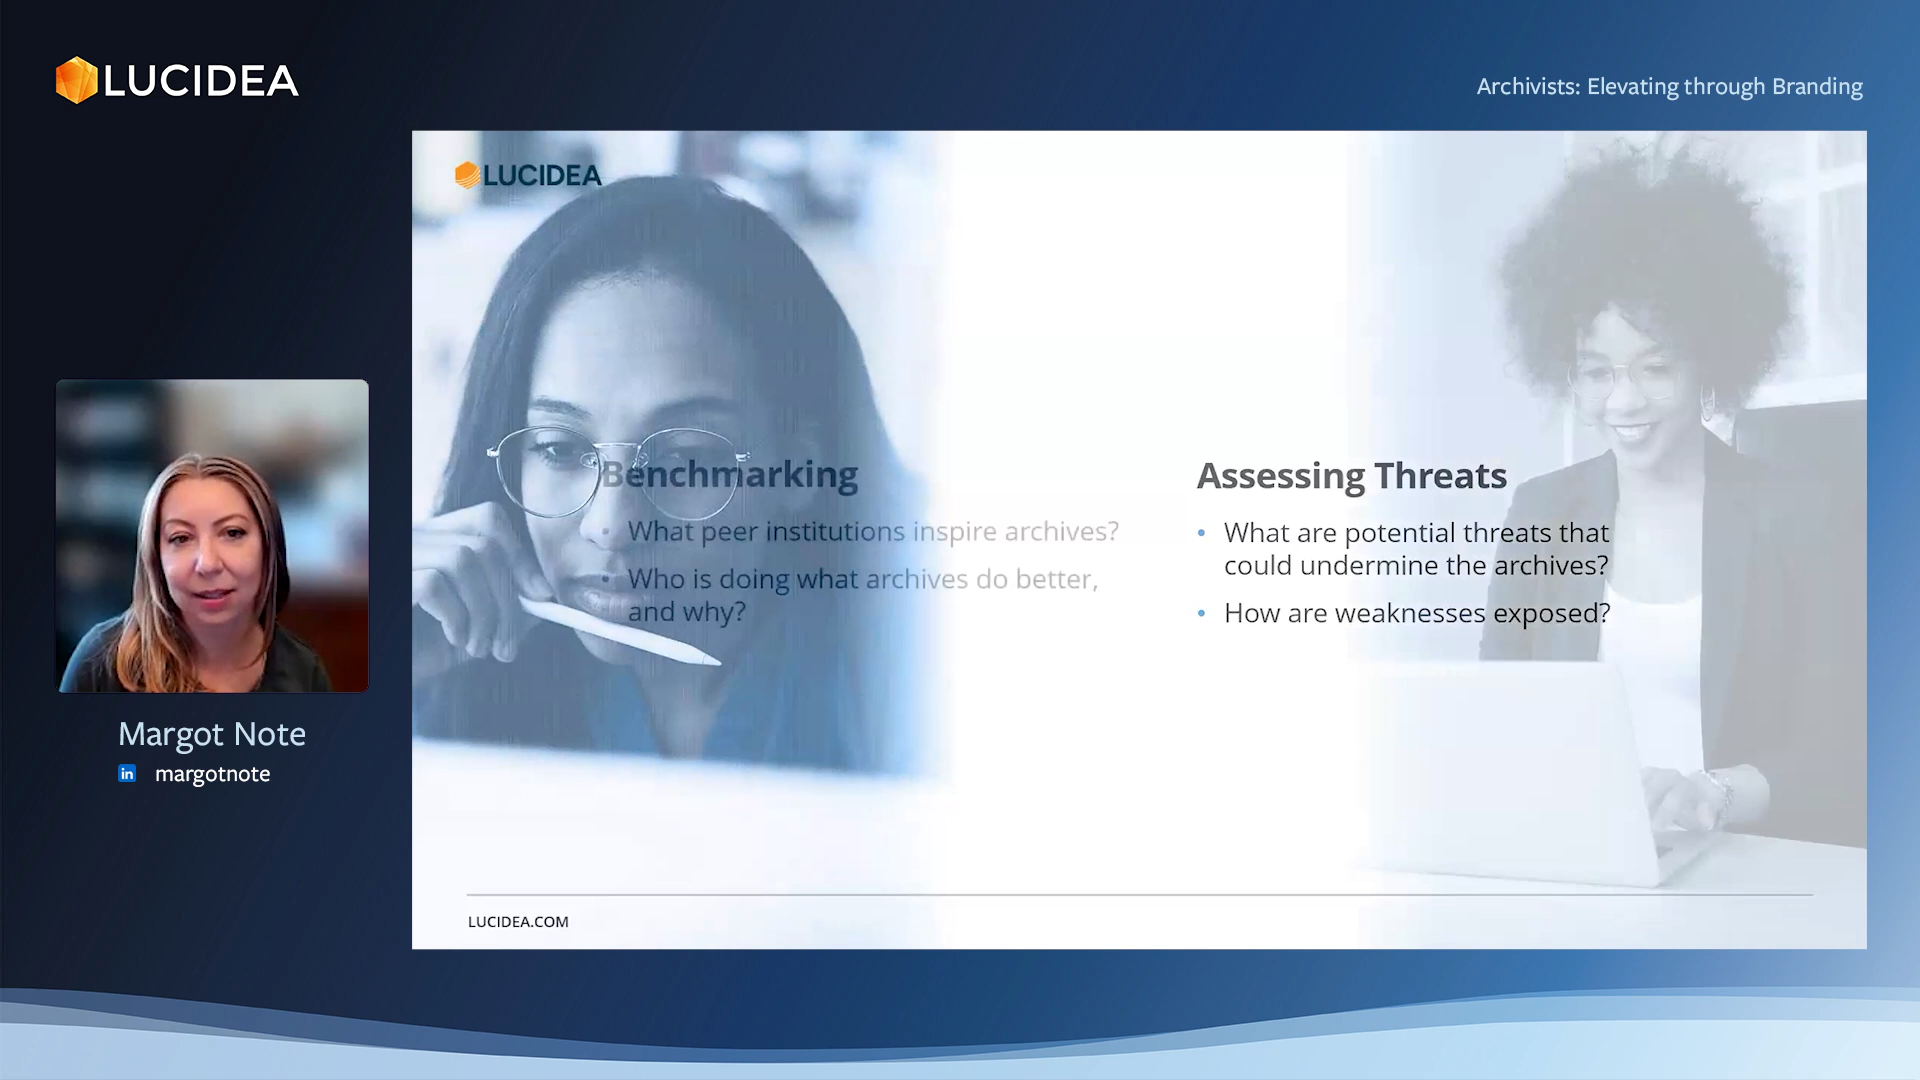 LUCIDEA
Archivists: Elevating through Branding
LUCIDEA
Benchmarking
• What peer institutions inspire archives?
• Who is doing what archives do better,
and why?
Assessing Threats
• What are potential threats that
could undermine the archives?
• How are weaknesses exposed?
Margot Note
in margotnote
LUCIDEA.COM